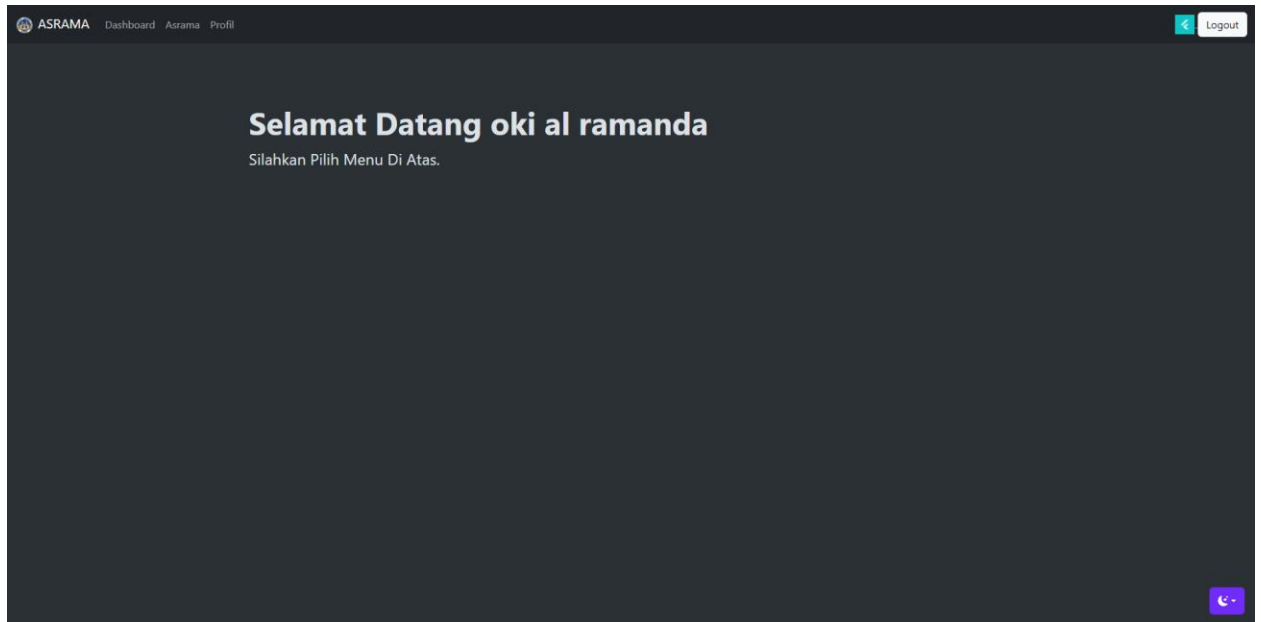 ASRAMA Dashboard Asrama Profil Logout
Selamat Datang oki al ramanda
Silahkan Pilih Menu Di Atas.